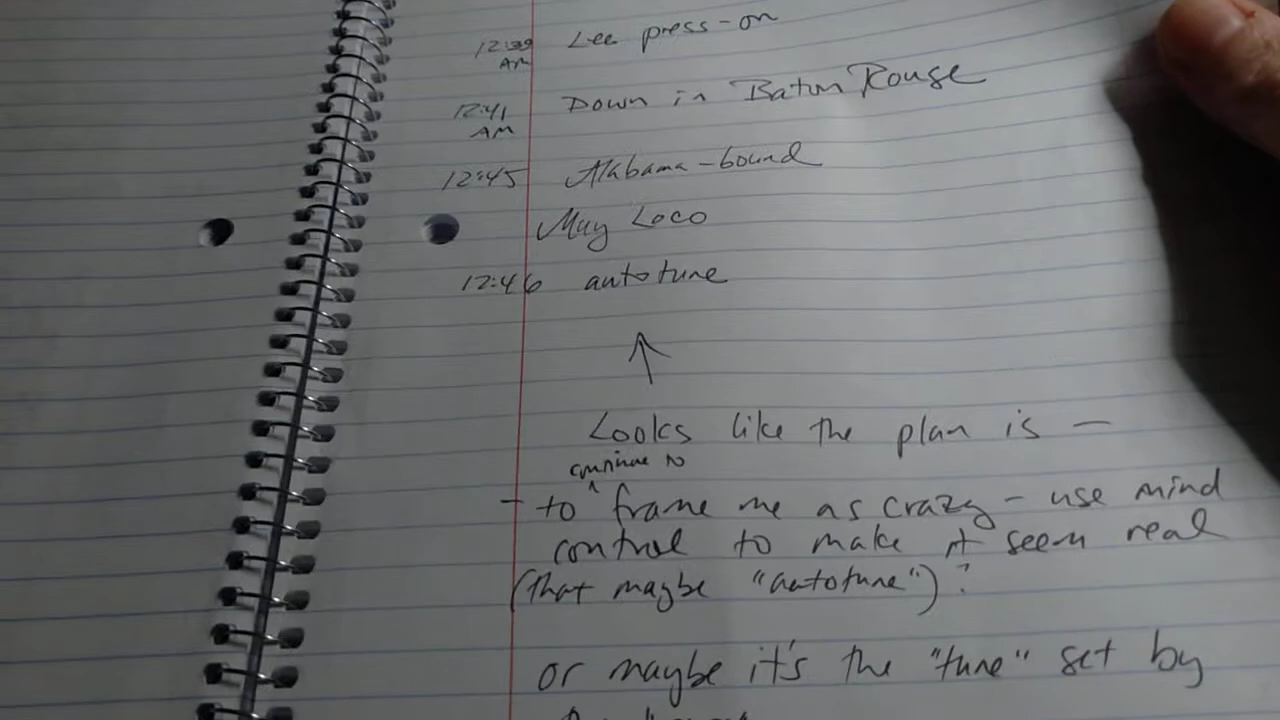 12:39 AM Lee press-on
12:41 AM Down in Baton Rouge
12:45 Alabama-bound
Muy Loco
12:46 autotune
↑
Looks like the plan is —
continue to
- to ^ frame me as crazy - use mind
control to make it seem real
(that maybe "autotune")?
or maybe it's the "tune" set by